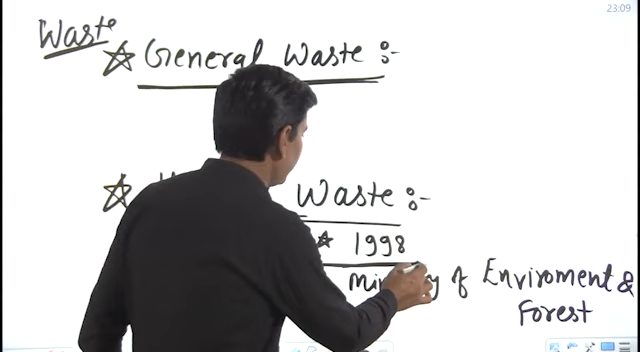 23:09
Waste
☆ General Waste :-
☆ Waste :-
☆ 1998
of Enviroment &
Forest